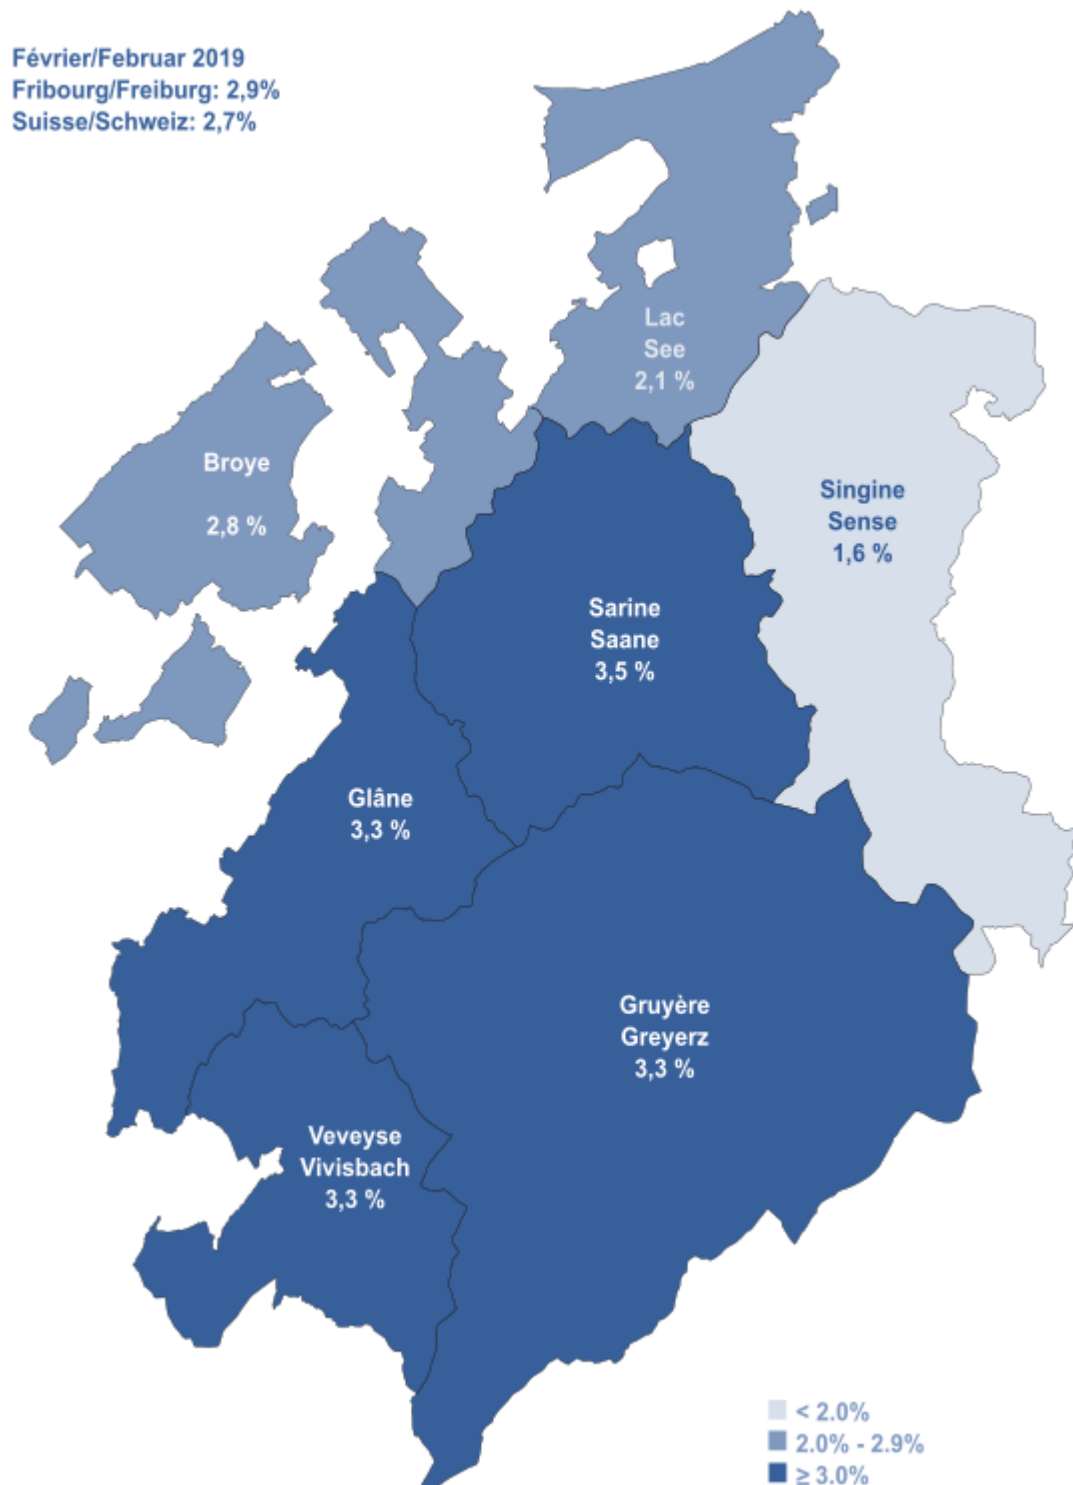 Février/Februar 2019
Fribourg/Freiburg: 2,9%
Suisse/Schweiz: 2,7%
Lac
See
2,1 %
Broye
2,8 %
Singine
Sense
1,6 %
Sarine
Saane
3,5 %
Glâne
3,3 %
Gruyère
Greyerz
3,3 %
Veveyse
Vivisbach
3,3 %
< 2.0%
2.0% - 2.9%
≥ 3.0%